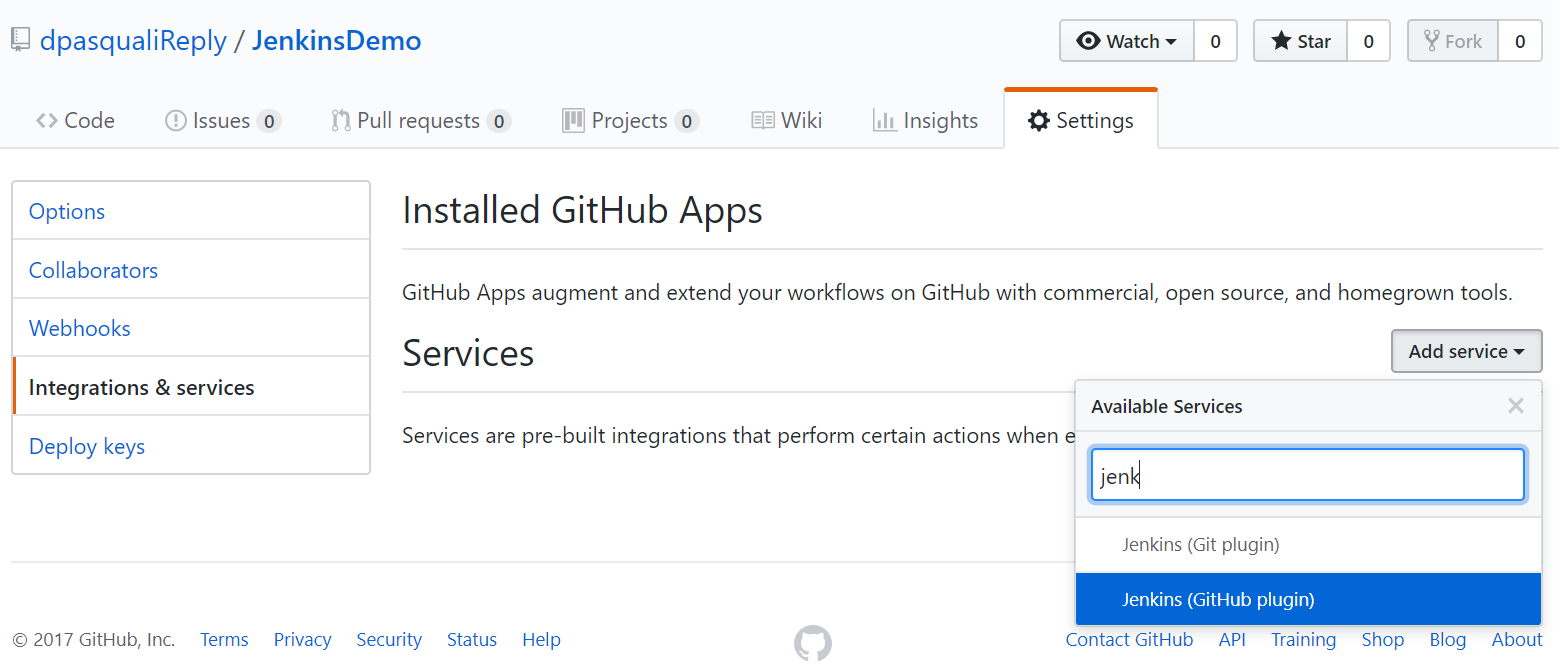 dpasqualiReply / JenkinsDemo
Watch 0 Star 0 Fork 0
Code Issues 0 Pull requests 0 Projects 0 Wiki Insights Settings
Options
Collaborators
Webhooks
Integrations & services
Deploy keys
Installed GitHub Apps
GitHub Apps augment and extend your workflows on GitHub with commercial, open source, and homegrown tools.
Services
Add service
Services are pre-built integrations that perform certain actions when e
Available Services
jenk
Jenkins (Git plugin)
Jenkins (GitHub plugin)
© 2017 GitHub, Inc. Terms Privacy Security Status Help
Contact GitHub API Training Shop Blog About